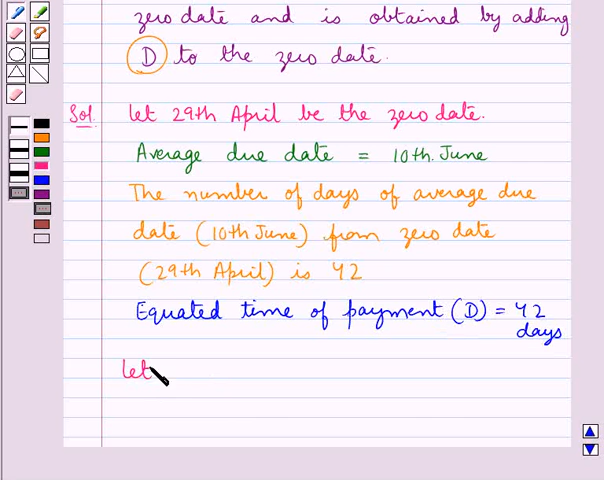 zero date and is obtained by adding
D to the zero date.
Sol. let 29th April be the zero date.
Average due date = 10th June
The number of days of average due
date (10th June) from zero date
(29th April) is 42
Equated time of payment (D) = 42
days
let